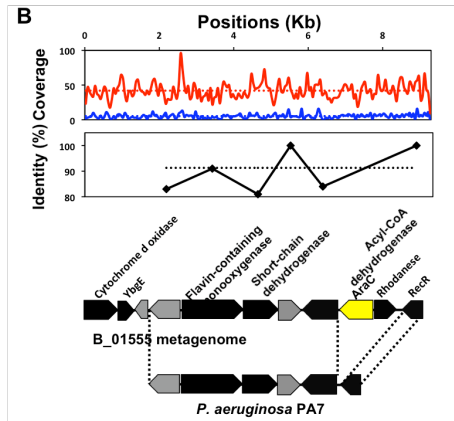 B
Positions (Kb)
0 2 4 6 8
Coverage
100
50
0
Identity (%)
100
90
80
Cytochrome d oxidase
YbgE
Flavin-containing
monooxygenase
Short-chain
dehydrogenase
Acyl-CoA
dehydrogenase
AraC
Rhodanese
RecR
B_01555 metagenome
P. aeruginosa PA7